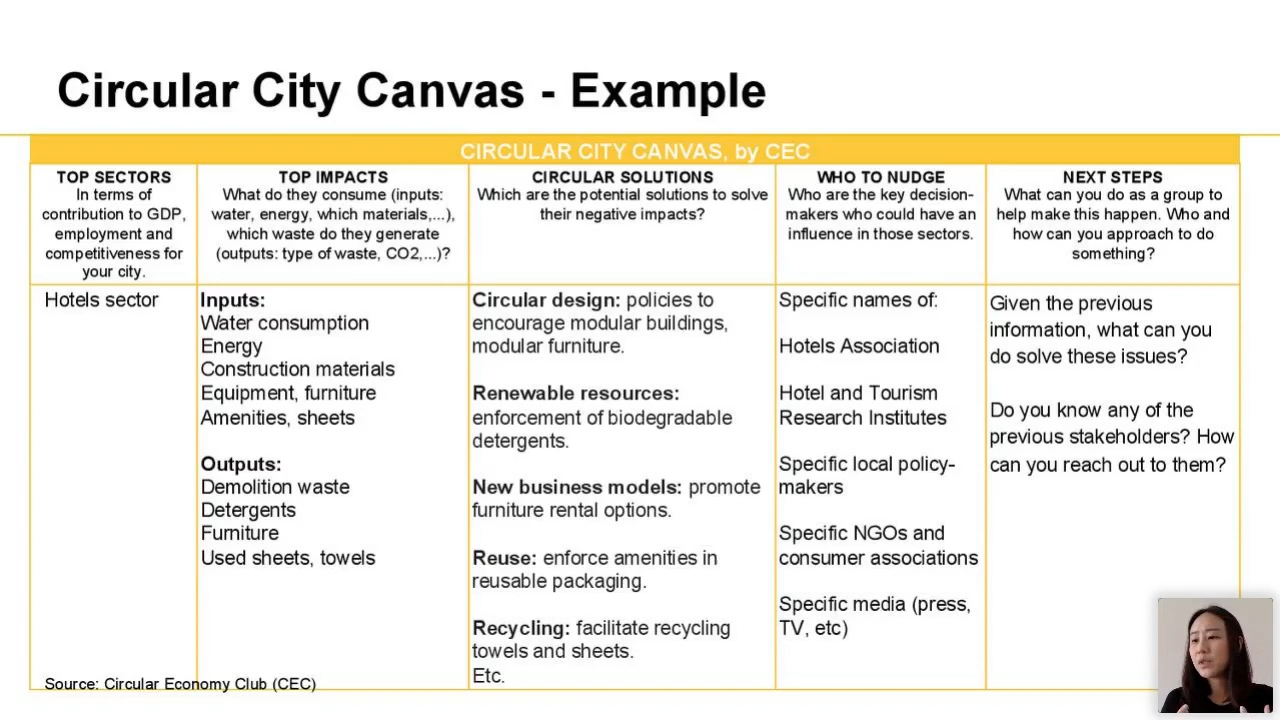 Circular City Canvas - Example
CIRCULAR CITY CANVAS, by CEC
TOP SECTORS
In terms of
contribution to GDP,
employment and
competitiveness for
your city.
TOP IMPACTS
What do they consume (inputs:
water, energy, which materials,...),
which waste do they generate
(outputs: type of waste, CO2,...)?
CIRCULAR SOLUTIONS
Which are the potential solutions to solve
their negative impacts?
WHO TO NUDGE
Who are the key decision-
makers who could have an
influence in those sectors.
NEXT STEPS
What can you do as a group to
help make this happen. Who and
how can you approach to do
something?
Hotels sector
Inputs:
Water consumption
Energy
Construction materials
Equipment, furniture
Amenities, sheets
Outputs:
Demolition waste
Detergents
Furniture
Used sheets, towels
Circular design: policies to
encourage modular buildings,
modular furniture.
Renewable resources:
enforcement of biodegradable
detergents.
New business models: promote
furniture rental options.
Reuse: enforce amenities in
reusable packaging.
Recycling: facilitate recycling
towels and sheets.
Etc.
Specific names of:
Hotels Association
Hotel and Tourism
Research Institutes
Specific local policy-
makers
Specific NGOs and
consumer associations
Specific media (press,
TV, etc)
Given the previous
information, what can you
do solve these issues?
Do you know any of the
previous stakeholders? How
can you reach out to them?
Source: Circular Economy Club (CEC)